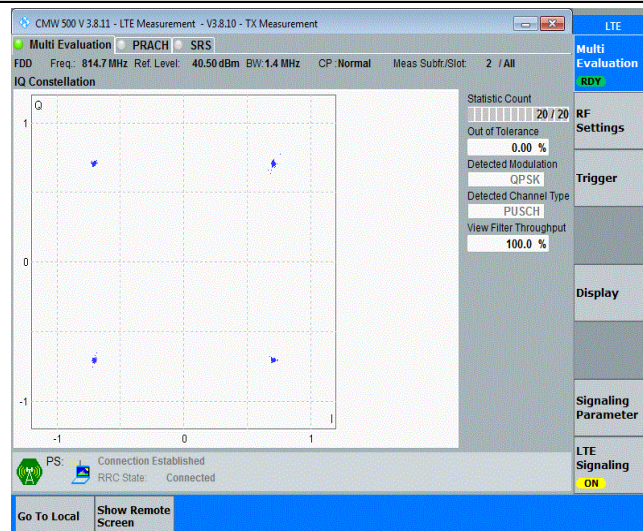 CMW 500 V 3.8.11 - LTE Measurement - V3.8.10 - TX Measurement
LTE
Multi Evaluation PRACH SRS
Multi
Evaluation
RDY
FDD Freq.: 814.7 MHz Ref. Level: 40.50 dBm BW: 1.4 MHz CP : Normal Meas Subfr./Slot: 2 / All
IQ Constellation
Q
1
0
-1
-1 0 1
I
Statistic Count
20 / 20
Out of Tolerance
0.00 %
Detected Modulation
QPSK
Detected Channel Type
PUSCH
View Filter Throughput
100.0 %
RF
Settings
Trigger
Display
Signaling
Parameter
LTE
Signaling
ON
PS: Connection Established
RRC State: Connected
Go To Local
Show Remote
Screen